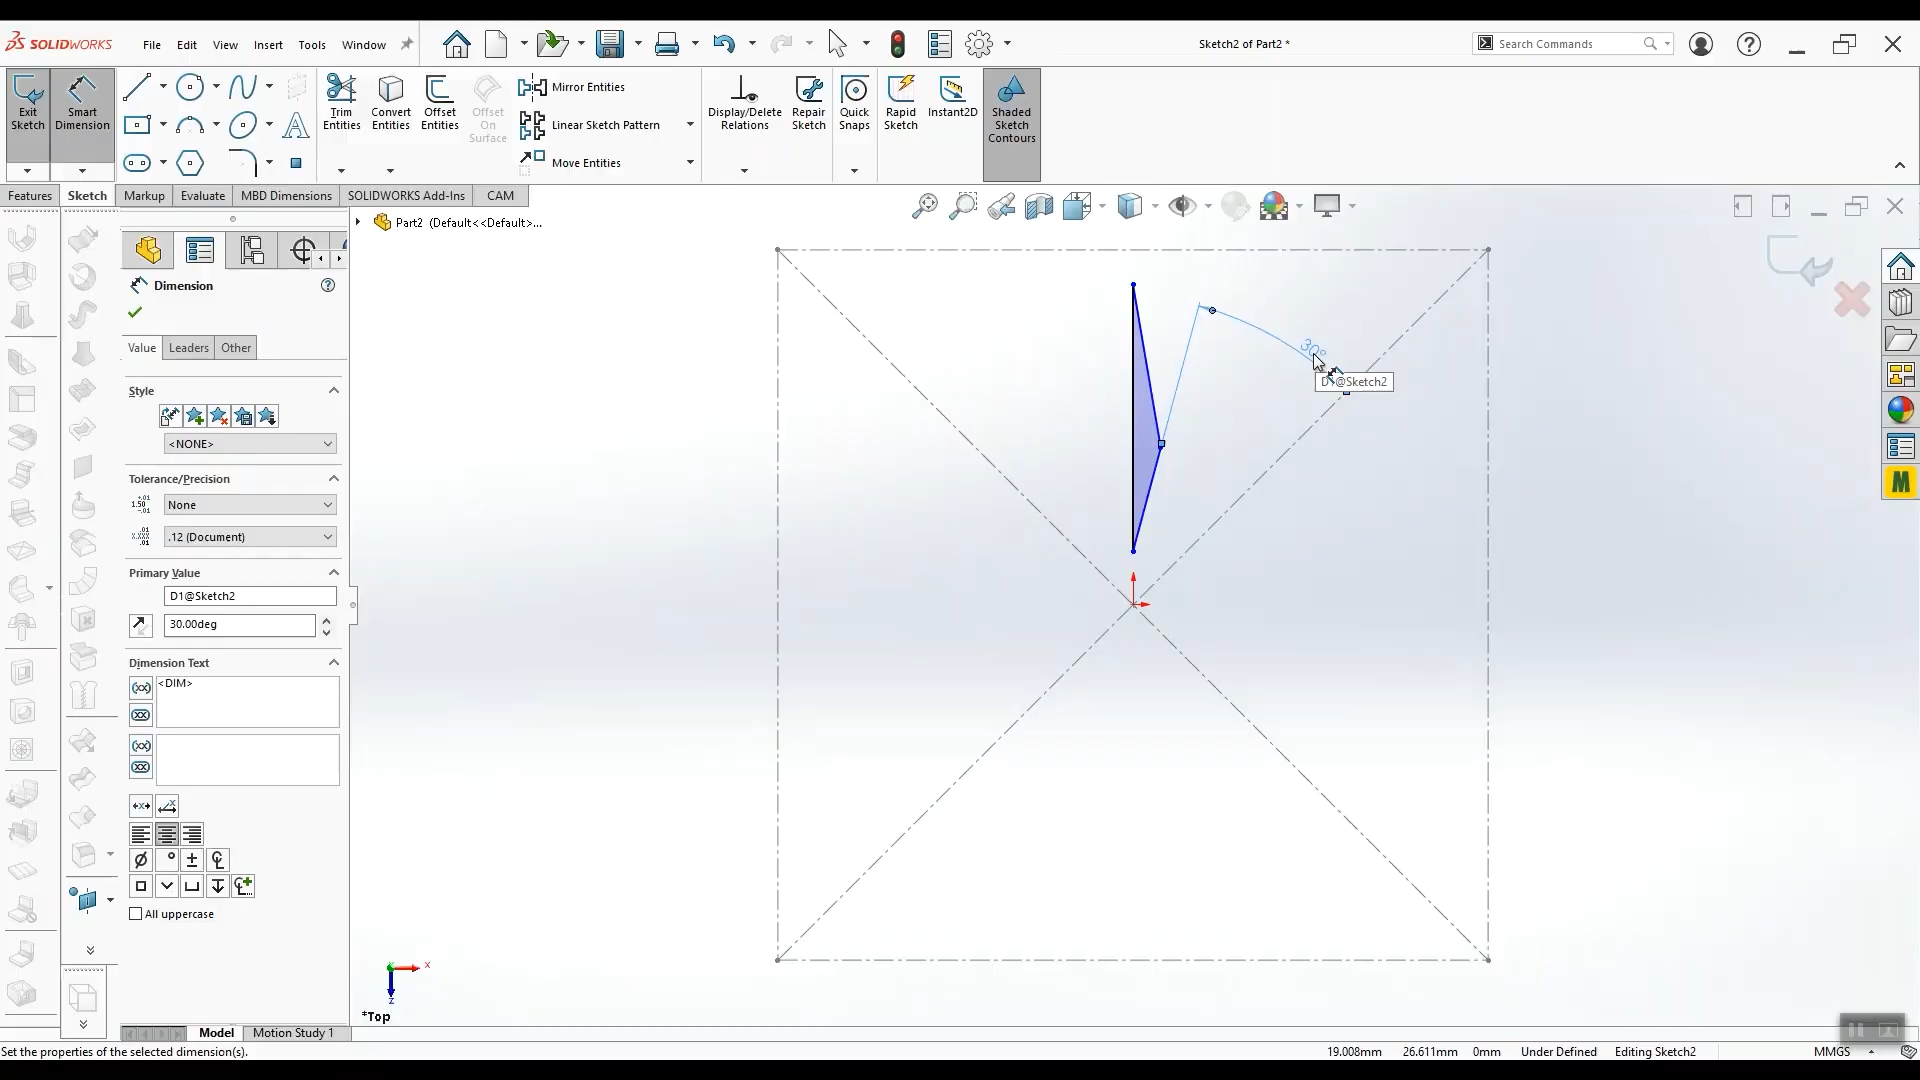 SOLIDWORKS
File Edit View Insert Tools Window
Sketch2 of Part2 *
Search Commands
Exit Sketch
Smart Dimension
Trim Entities
Convert Entities
Offset Entities
Offset On Surface
Mirror Entities
Linear Sketch Pattern
Move Entities
Display/Delete Relations
Repair Sketch
Quick Snaps
Rapid Sketch
Instant2D
Shaded Sketch Contours
Features Sketch Markup Evaluate MBD Dimensions SOLIDWORKS Add-Ins CAM
Part2 (Default<<Default>...
Dimension
Value Leaders Other
Style
<NONE>
Tolerance/Precision
None
.12 (Document)
Primary Value
D1@Sketch2
30.00deg
Dimension Text
<DIM>
All uppercase
30°
D1@Sketch2
M
x
z
*Top
Model Motion Study 1
Set the properties of the selected dimension(s).
19.008mm 26.611mm 0mm Under Defined Editing Sketch2 MMGS